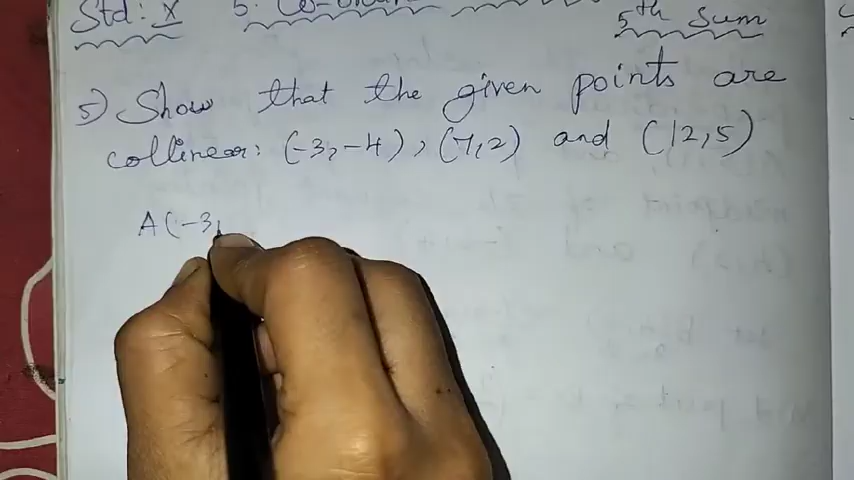 Std: X
5th Sum
5) Show that the given points are
collinear: (-3, -4), (7,2) and (12,5)
A(-3,